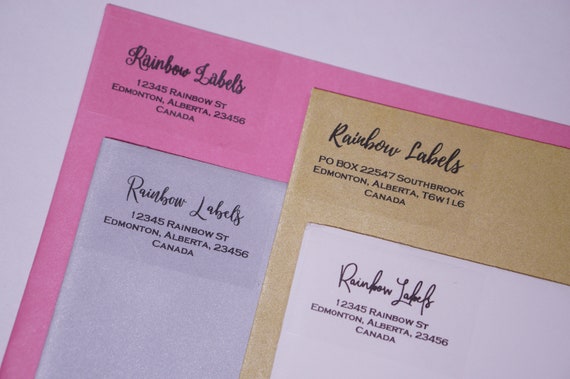 Rainbow Labels
12345 Rainbow St
Edmonton, Alberta, 23456
Canada
Rainbow Labels
PO Box 22547 Southbrook
Edmonton, Alberta, T6W1L6
Canada
Rainbow Labels
12345 Rainbow St
Edmonton, Alberta, 23456
Canada
Rainbow Labels
12345 Rainbow St
Edmonton, Alberta, 23456
Canada